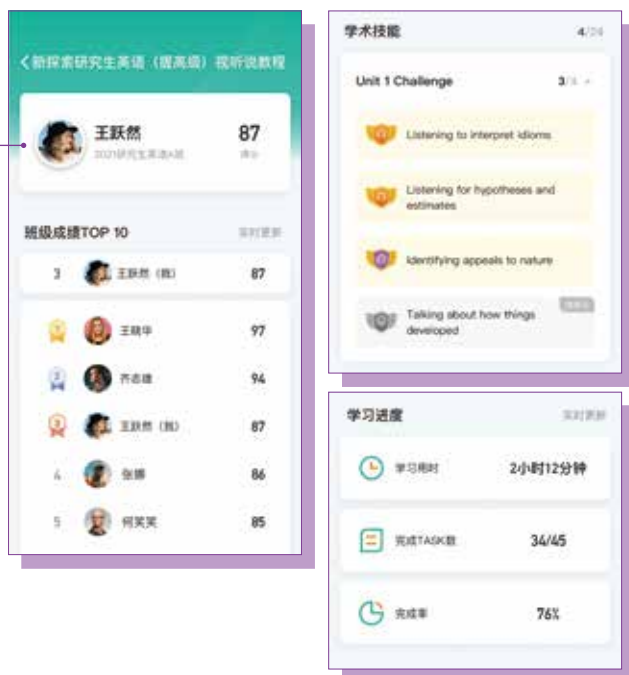 新探索研究生英语（提高级）视听说教程
王跃然
87
2021研究生英语A班
得分
班级成绩TOP 10
实时更新
3
王跃然（我）
87
1
王晓华
97
2
齐志雄
94
3
王跃然（我）
87
4
张娜
86
5
何笑笑
85
学术技能
4/24
Unit 1 Challenge
3/4
Listening to interpret idioms
Listening for hypotheses and
estimates
Identifying appeals to nature
Talking about how things
developed
学习进度
实时更新
学习用时
2小时12分钟
完成TASK数
34/45
完成率
76%